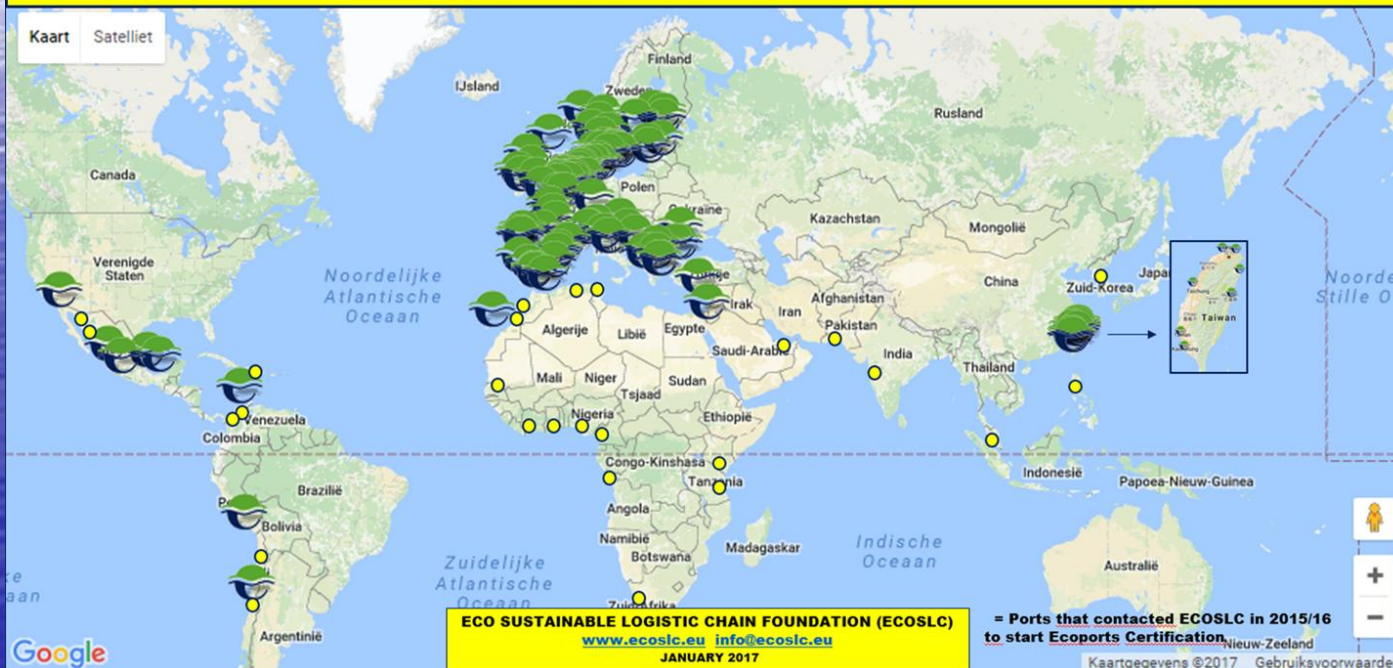 Kaart Satelliet
Finland
IJsland
Zweden
Rusland
Canada
Polen
Oekraïne
Kazachstan
Mongolië
Verenigde
Staten
Noordelijke
Atlantische
Oceaan
China
Japa
Zuid-Korea
Noorde
Stille O
Taichung
Taiwan
Irak
Iran
Afghanistan
Pakistan
Algerije
Libië
Egypte
Saudi-Arabië
India
Thailand
Mali
Niger
Tsjaad
Sudan
Nigeria
Ethiopië
Venezuela
Colombia
Congo-Kinshasa
Tanzania
Indonesië
Papoea-Nieuw-Guinea
Brazilië
Bolivia
Angola
Namibië
Botswana
Madagaskar
Indische
Oceaan
Australië
Zuidelijke
Atlantische
Oceaan
Zuid-Afrika
Argentinië
ECO SUSTAINABLE LOGISTIC CHAIN FOUNDATION (ECOSLC)
www.ecoslc.eu info@ecoslc.eu
JANUARY 2017
= Ports that contacted ECOSLC in 2015/16
to start Ecoports Certification
Nieuw-Zeeland
Google
Kaartgegevens ©2017 Gebruiksvoorwaarden